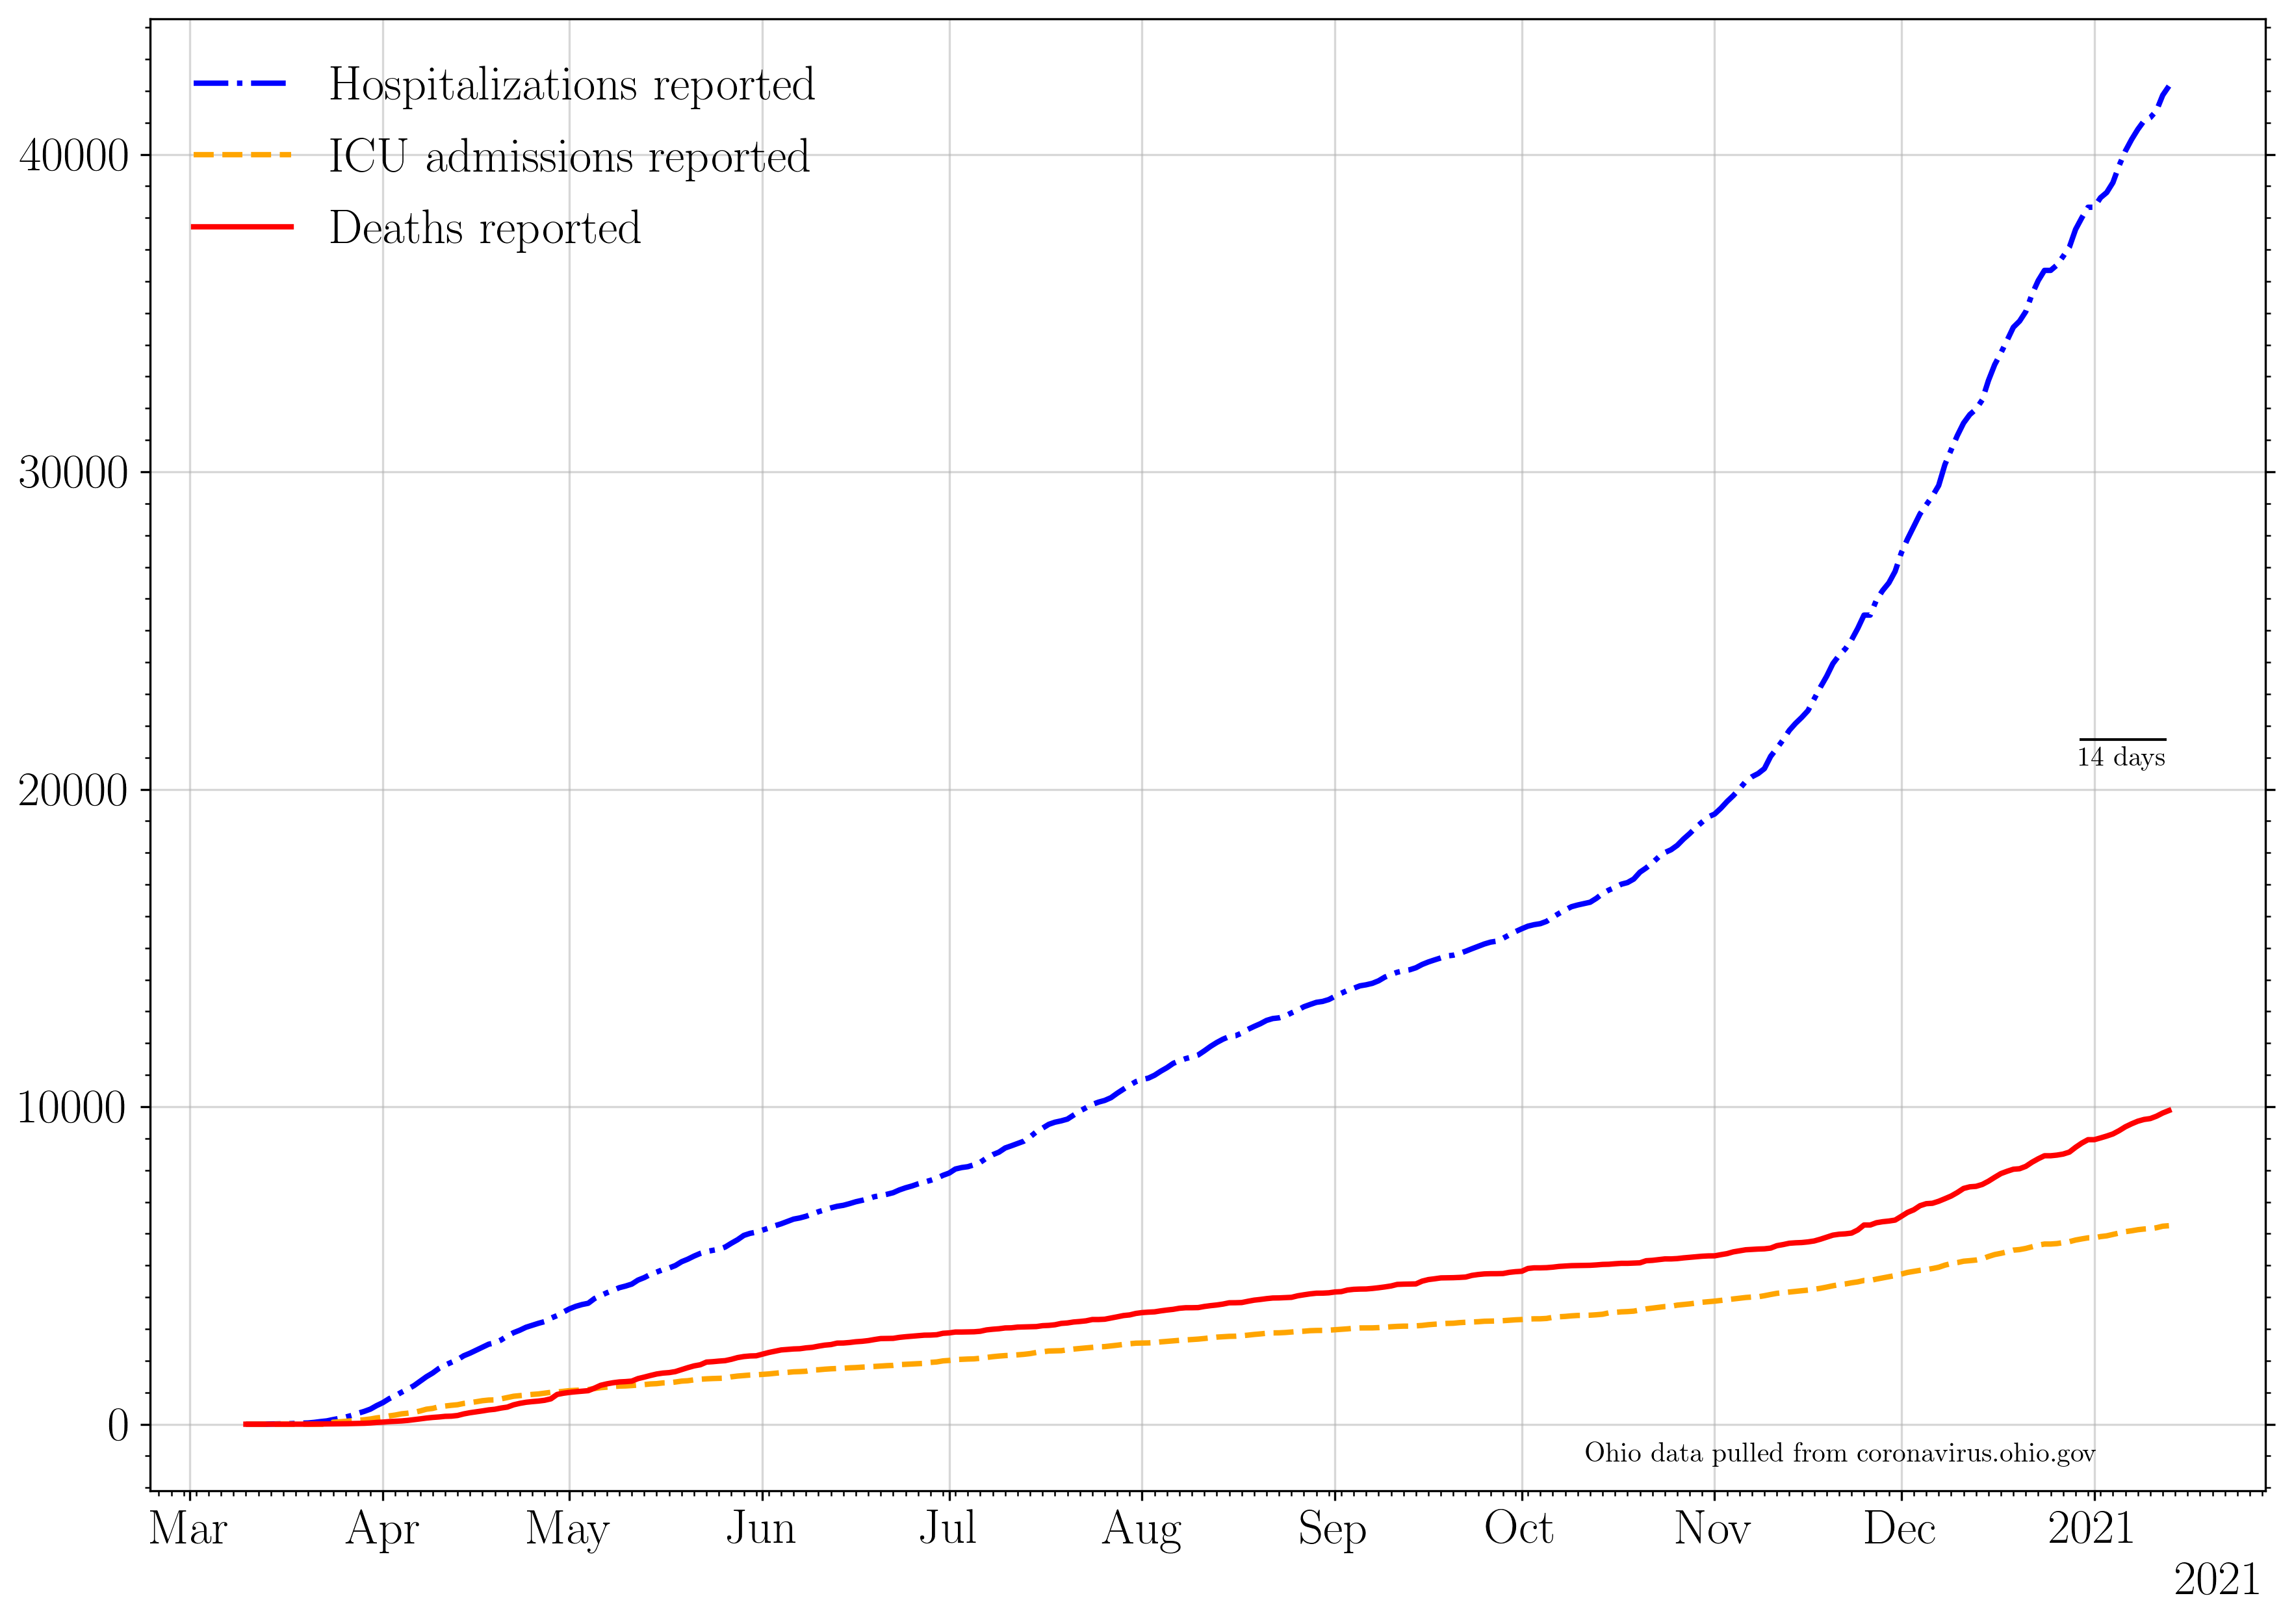 Hospitalizations reported
ICU admissions reported
Deaths reported
40000
30000
20000
10000
0
14 days
Ohio data pulled from coronavirus.ohio.gov
Mar Apr May Jun Jul Aug Sep Oct Nov Dec 2021
2021